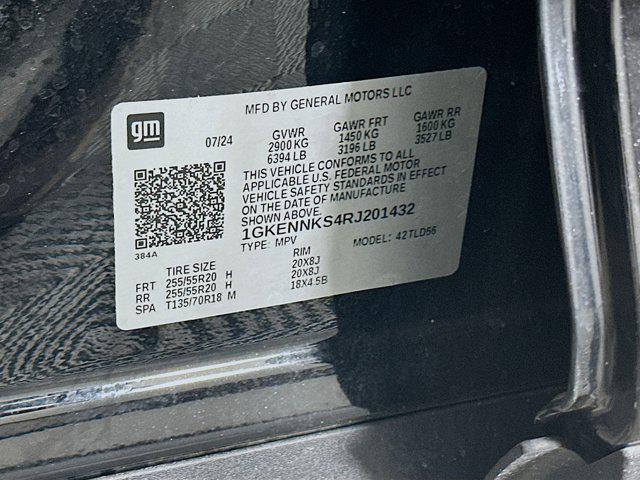 MFD BY GENERAL MOTORS LLC
gm
07/24
GVWR GAWR FRT GAWR RR
2900 KG 1450 KG 1600 KG
6394 LB 3196 LB 3527 LB
THIS VEHICLE CONFORMS TO ALL
APPLICABLE U.S. FEDERAL MOTOR
VEHICLE SAFETY STANDARDS IN EFFECT
ON THE DATE OF MANUFACTURE
SHOWN ABOVE.
1GKENNKS4RJ201432
TYPE: MPV MODEL: 42TLD56
384A
TIRE SIZE RIM
FRT 255/55R20 H 20X8J
RR 255/55R20 H 20X8J
SPA T135/70R18 M 18X4.5B